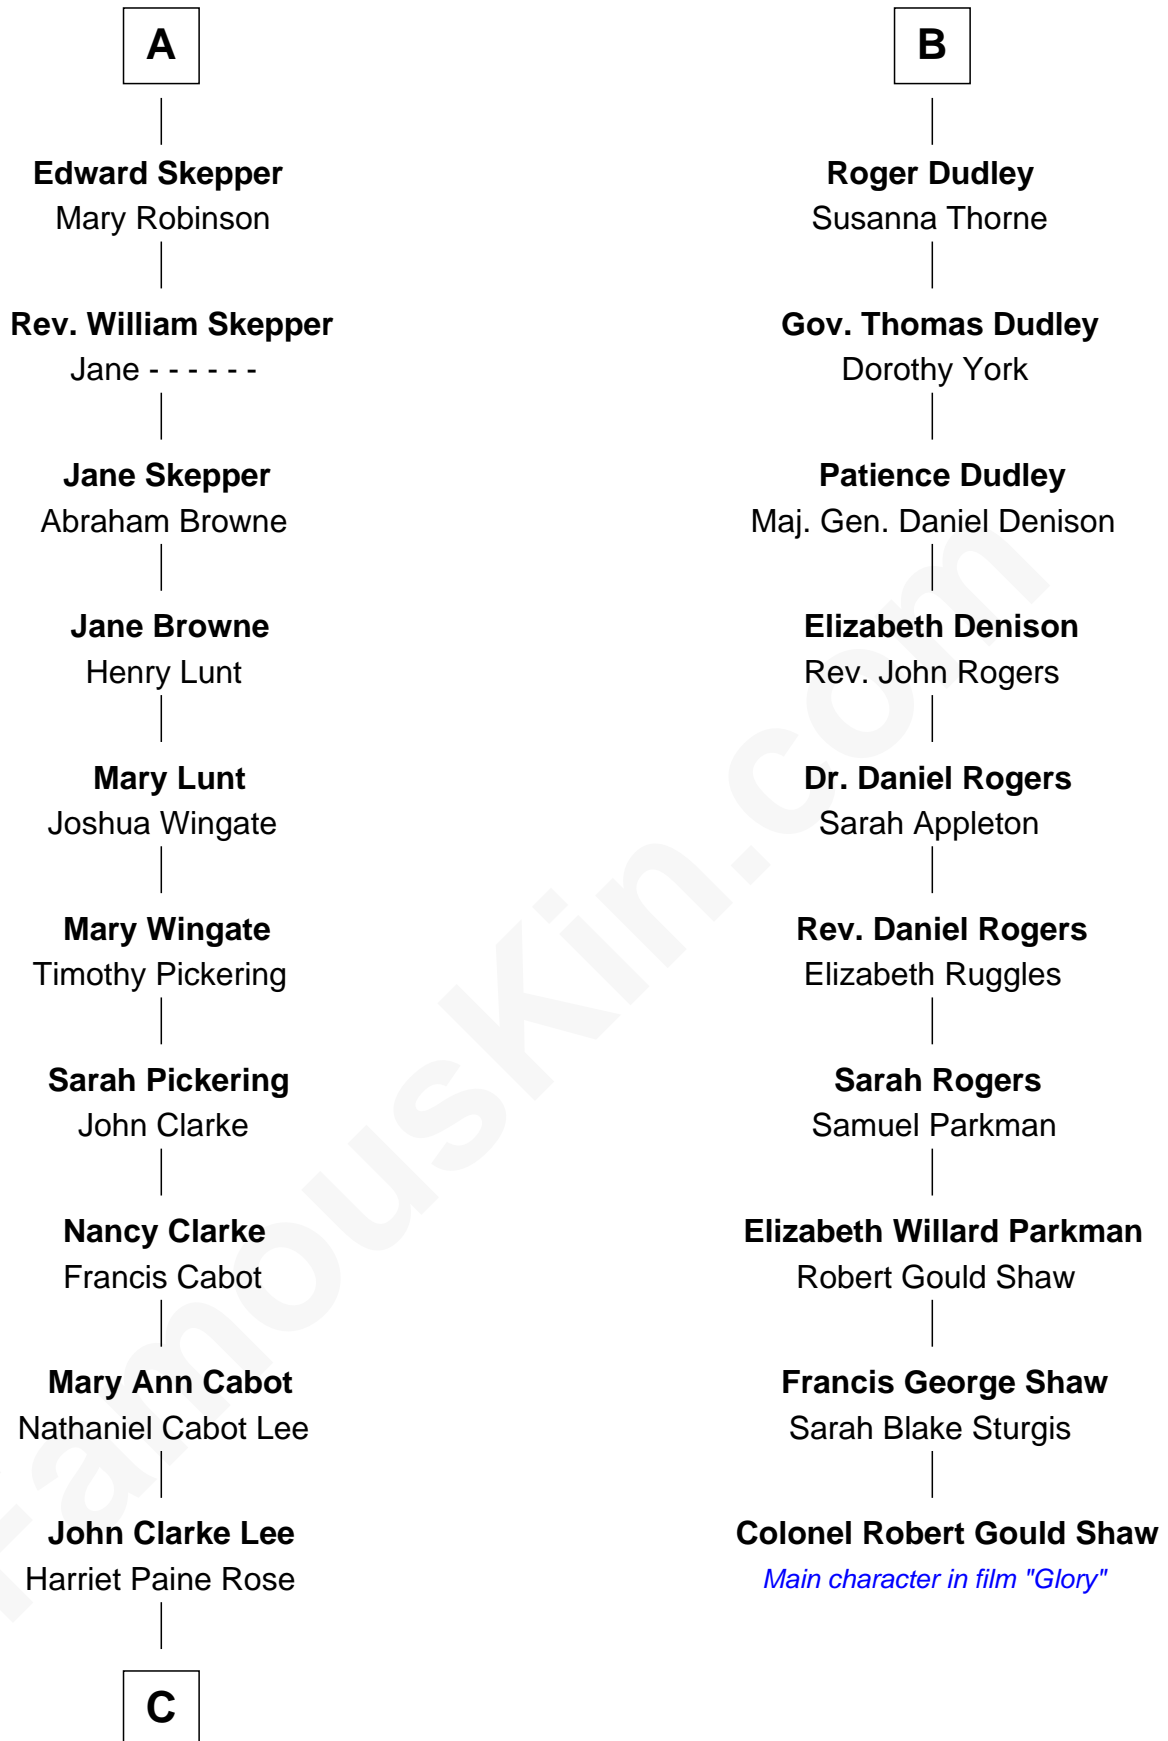 A
Edward Skepper
Mary Robinson
Rev. William Skepper
Jane - - - - - -
Jane Skepper
Abraham Browne
Jane Browne
Henry Lunt
Mary Lunt
Joshua Wingate
Mary Wingate
Timothy Pickering
Sarah Pickering
John Clarke
Nancy Clarke
Francis Cabot
Mary Ann Cabot
Nathaniel Cabot Lee
John Clarke Lee
Harriet Paine Rose
C
B
Roger Dudley
Susanna Thorne
Gov. Thomas Dudley
Dorothy York
Patience Dudley
Maj. Gen. Daniel Denison
Elizabeth Denison
Rev. John Rogers
Dr. Daniel Rogers
Sarah Appleton
Rev. Daniel Rogers
Elizabeth Ruggles
Sarah Rogers
Samuel Parkman
Elizabeth Willard Parkman
Robert Gould Shaw
Francis George Shaw
Sarah Blake Sturgis
Colonel Robert Gould Shaw
Main character in film "Glory"
FamousKin.com